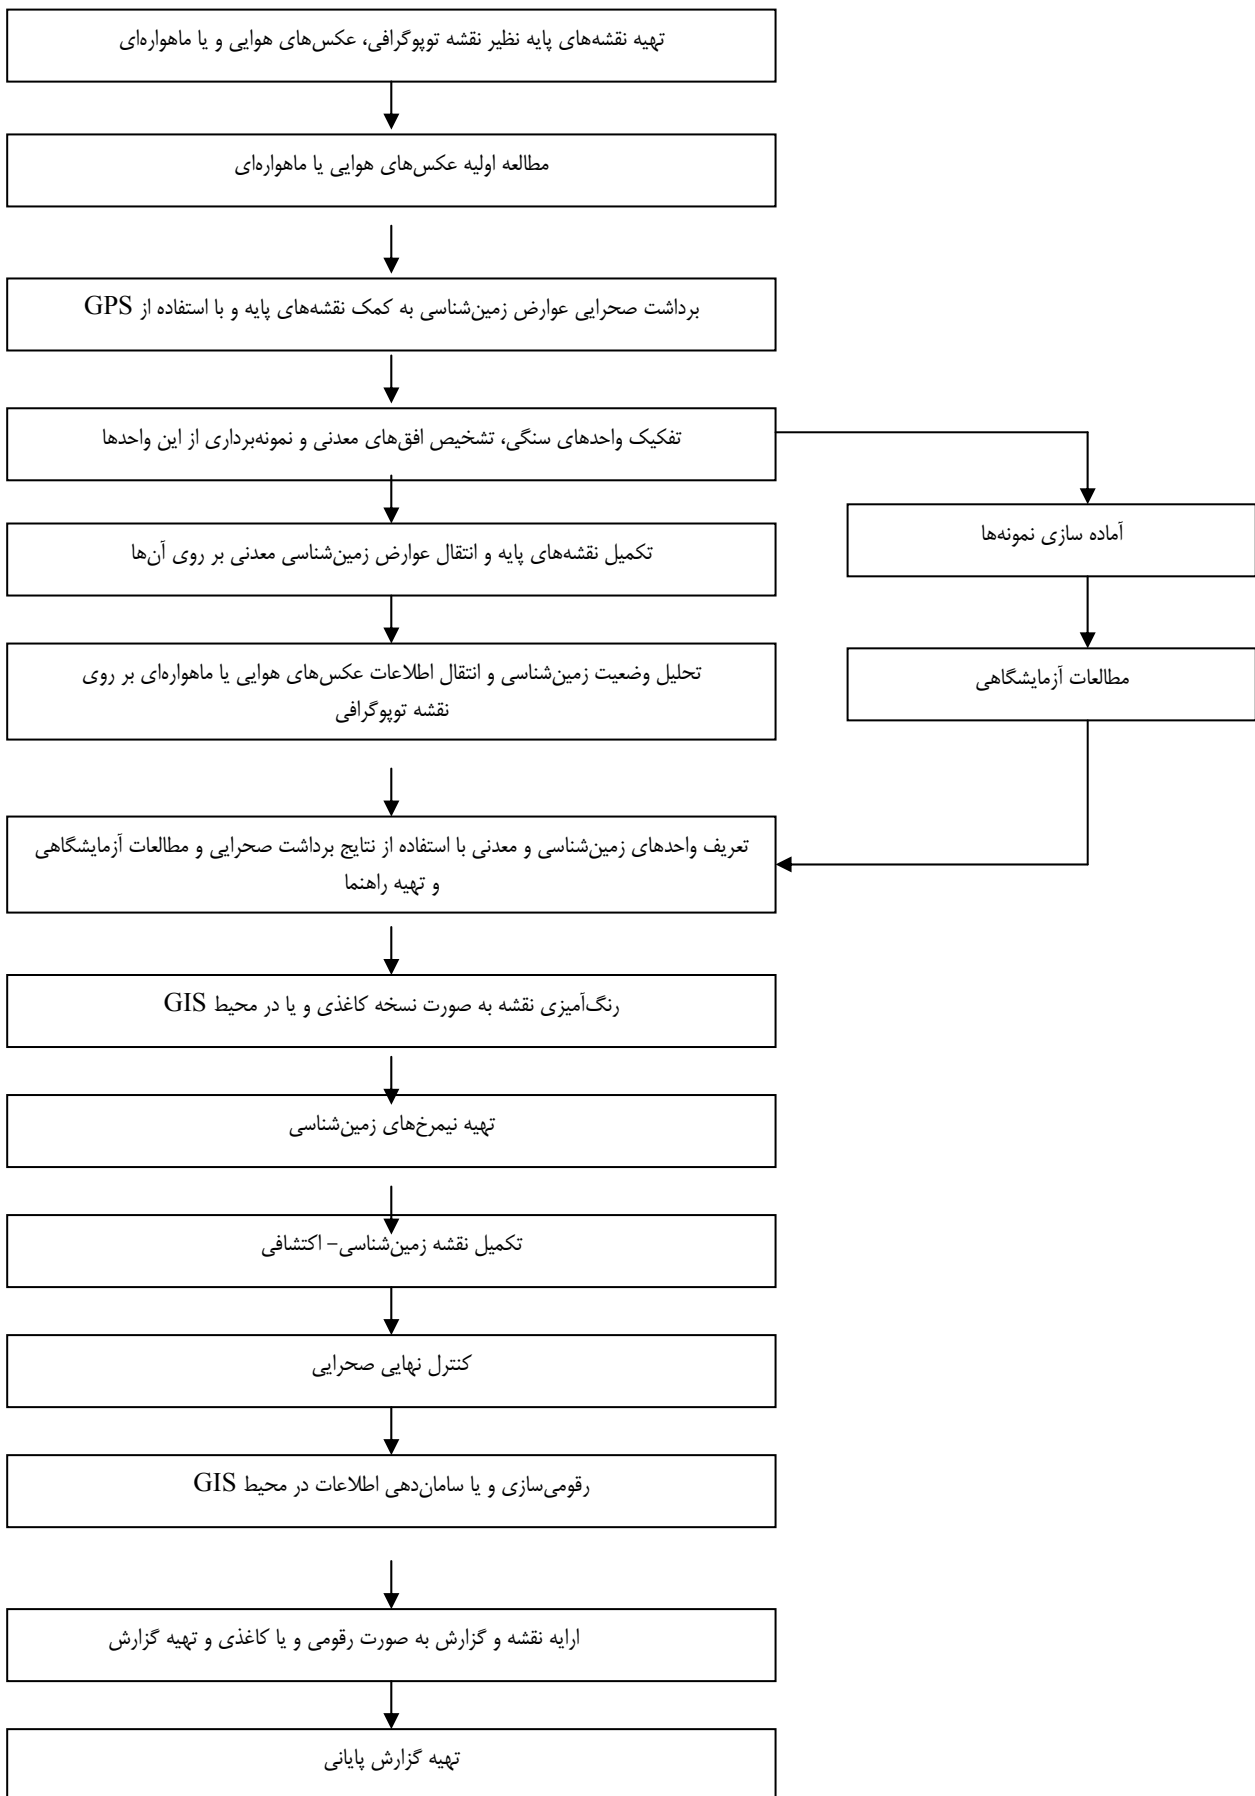 تهیه نقشه‌های پایه نظیر نقشه توپوگرافی، عکس‌های هوایی و یا ماهواره‌ای
مطالعه اولیه عکس‌های هوایی یا ماهواره‌ای
برداشت صحرایی عوارض زمین‌شناسی به کمک نقشه‌های پایه و با استفاده از GPS
تفکیک واحدهای سنگی، تشخیص افق‌های معدنی و نمونه‌برداری از این واحدها
آماده سازی نمونه‌ها
تکمیل نقشه‌های پایه و انتقال عوارض زمین‌شناسی معدنی بر روی آن‌ها
مطالعات آزمایشگاهی
تحلیل وضعیت زمین‌شناسی و انتقال اطلاعات عکس‌های هوایی یا ماهواره‌ای بر روی
نقشه توپوگرافی
تعریف واحدهای زمین‌شناسی و معدنی با استفاده از نتایج برداشت صحرایی و مطالعات آزمایشگاهی
و تهیه راهنما
رنگ‌آمیزی نقشه به صورت نسخه کاغذی و یا در محیط GIS
تهیه نیمرخ‌های زمین‌شناسی
تکمیل نقشه زمین‌شناسی– اکتشافی
کنترل نهایی صحرایی
رقومی‌سازی و یا سامان‌دهی اطلاعات در محیط GIS
ارایه نقشه و گزارش به صورت رقومی و یا کاغذی و تهیه گزارش
تهیه گزارش پایانی